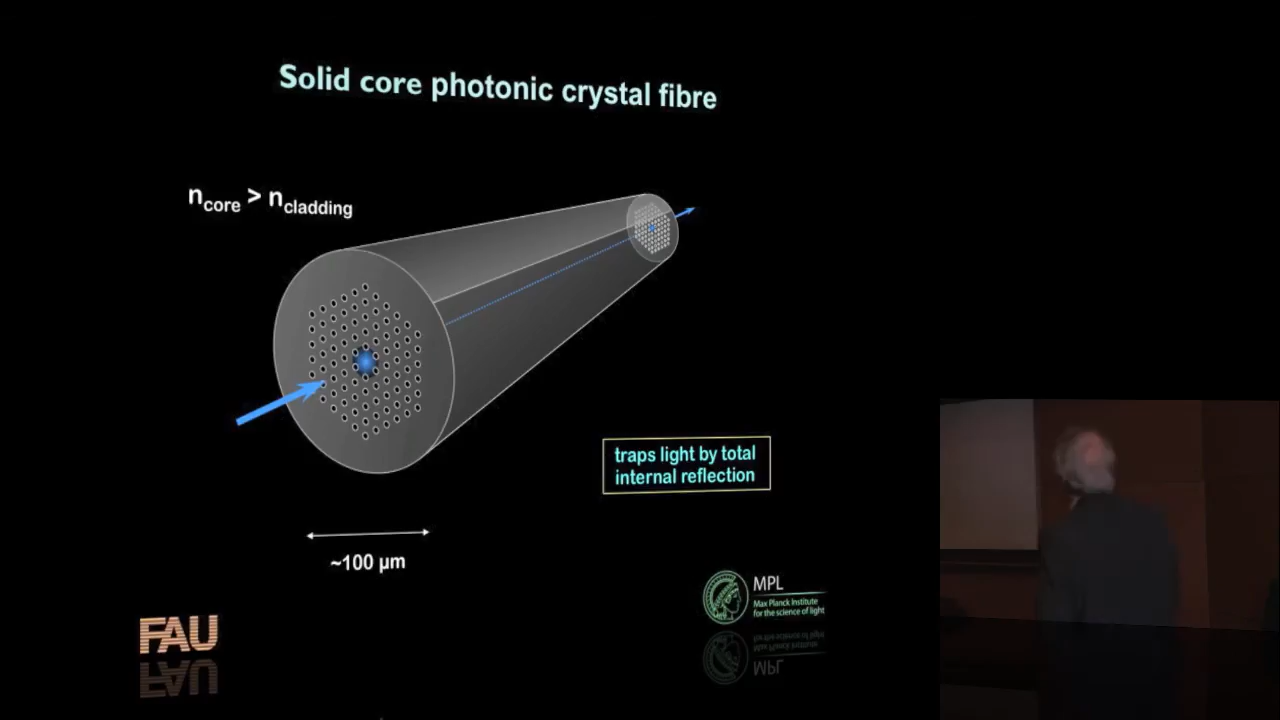 Solid core photonic crystal fibre
n_core > n_cladding
traps light by total
internal reflection
~100 µm
MPL
Max Planck Institute
for the science of light
FAU